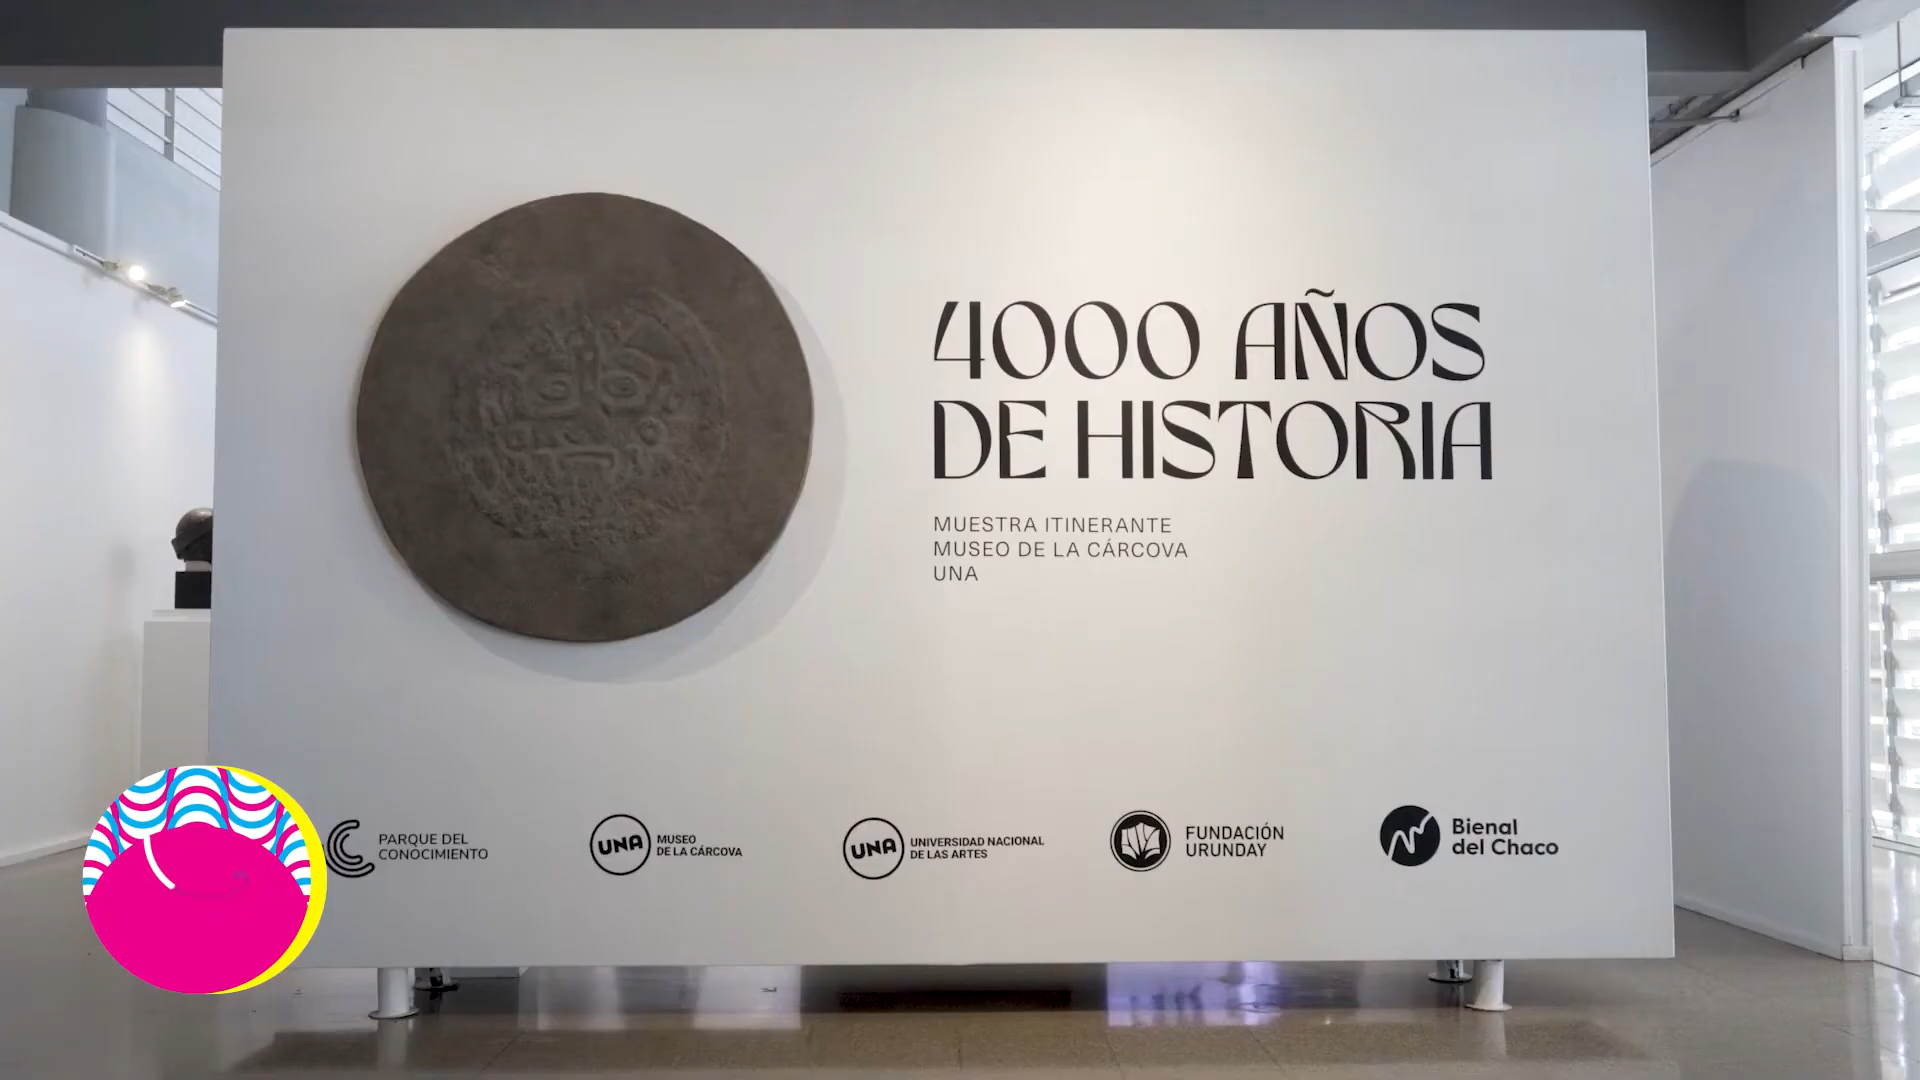 4000 AÑOS
DE HISTORIA
MUESTRA ITINERANTE
MUSEO DE LA CÁRCOVA
UNA
PARQUE DEL
CONOCIMIENTO
UNA
MUSEO
DE LA CÁRCOVA
UNA
UNIVERSIDAD NACIONAL
DE LAS ARTES
FUNDACIÓN
URUNDAY
Bienal
del Chaco